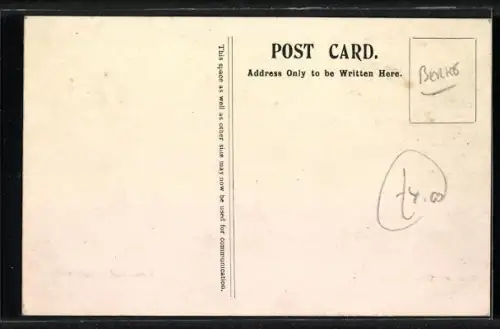 This space as well as other side may now be used for communication.
POST CARD.
Address Only to be Written Here.
BERKS
£4.00